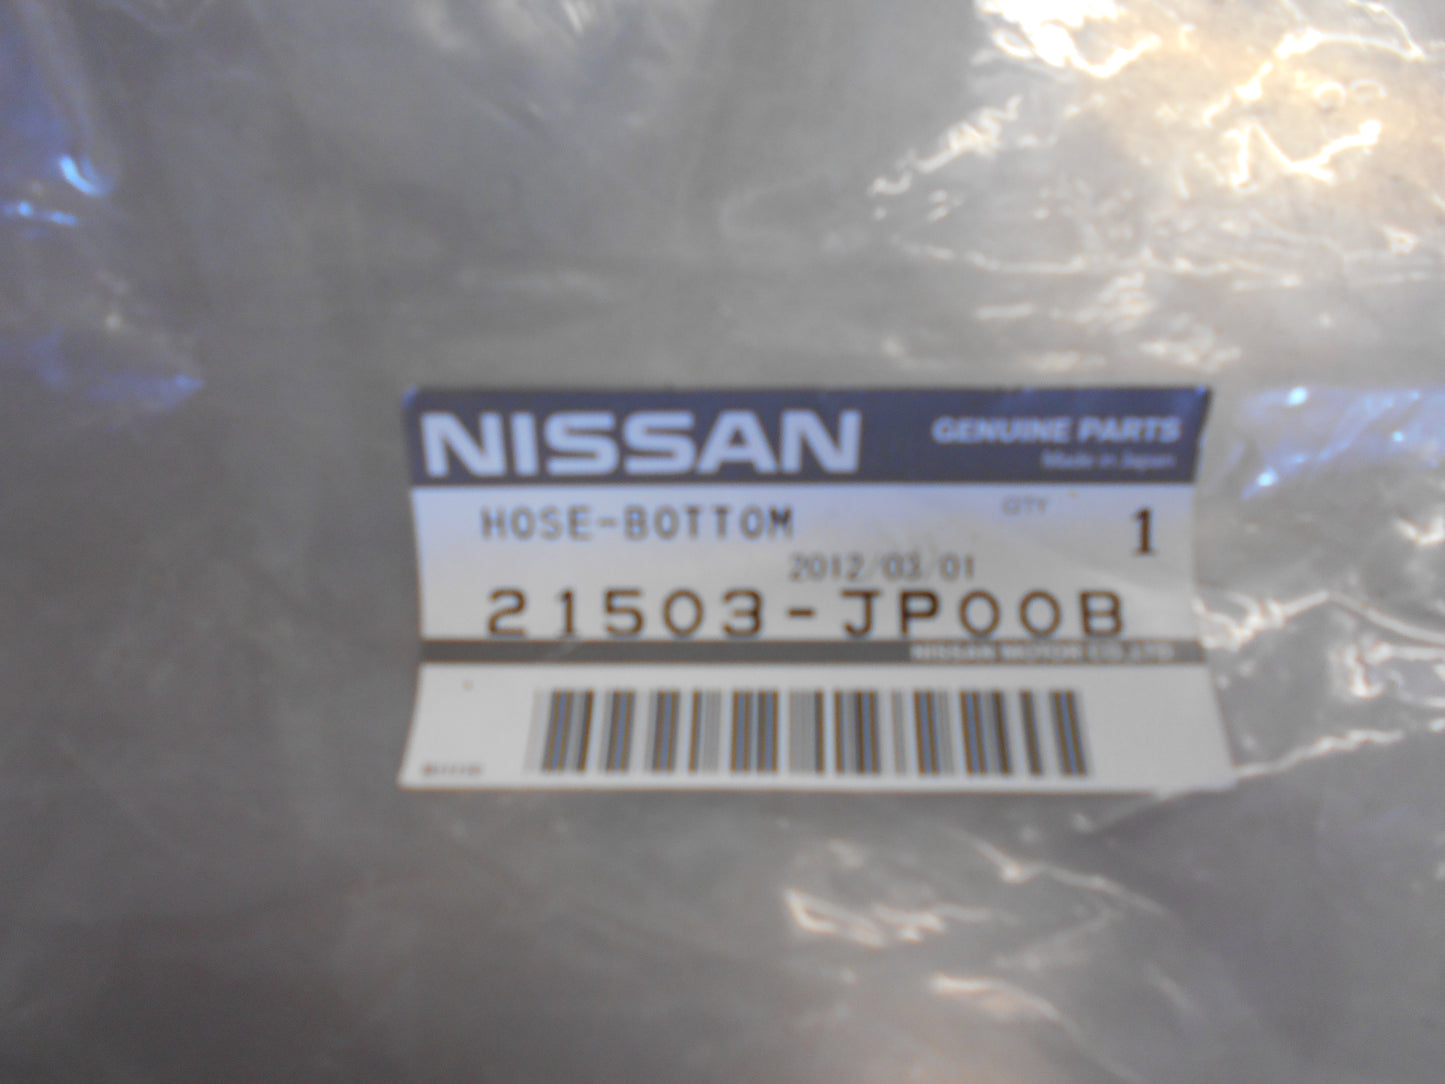 NISSAN GENUINE PARTS
Made in Japan
HOSE-BOTTOM QTY 1
2012/03/01
21503-JP00B
NISSAN MOTOR CO.,LTD.